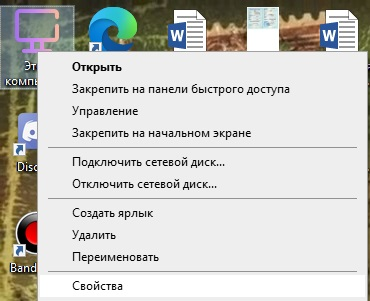 Открыть
Закрепить на панели быстрого доступа
Управление
Закрепить на начальном экране
Подключить сетевой диск...
Отключить сетевой диск...
Создать ярлык
Удалить
Переименовать
Свойства